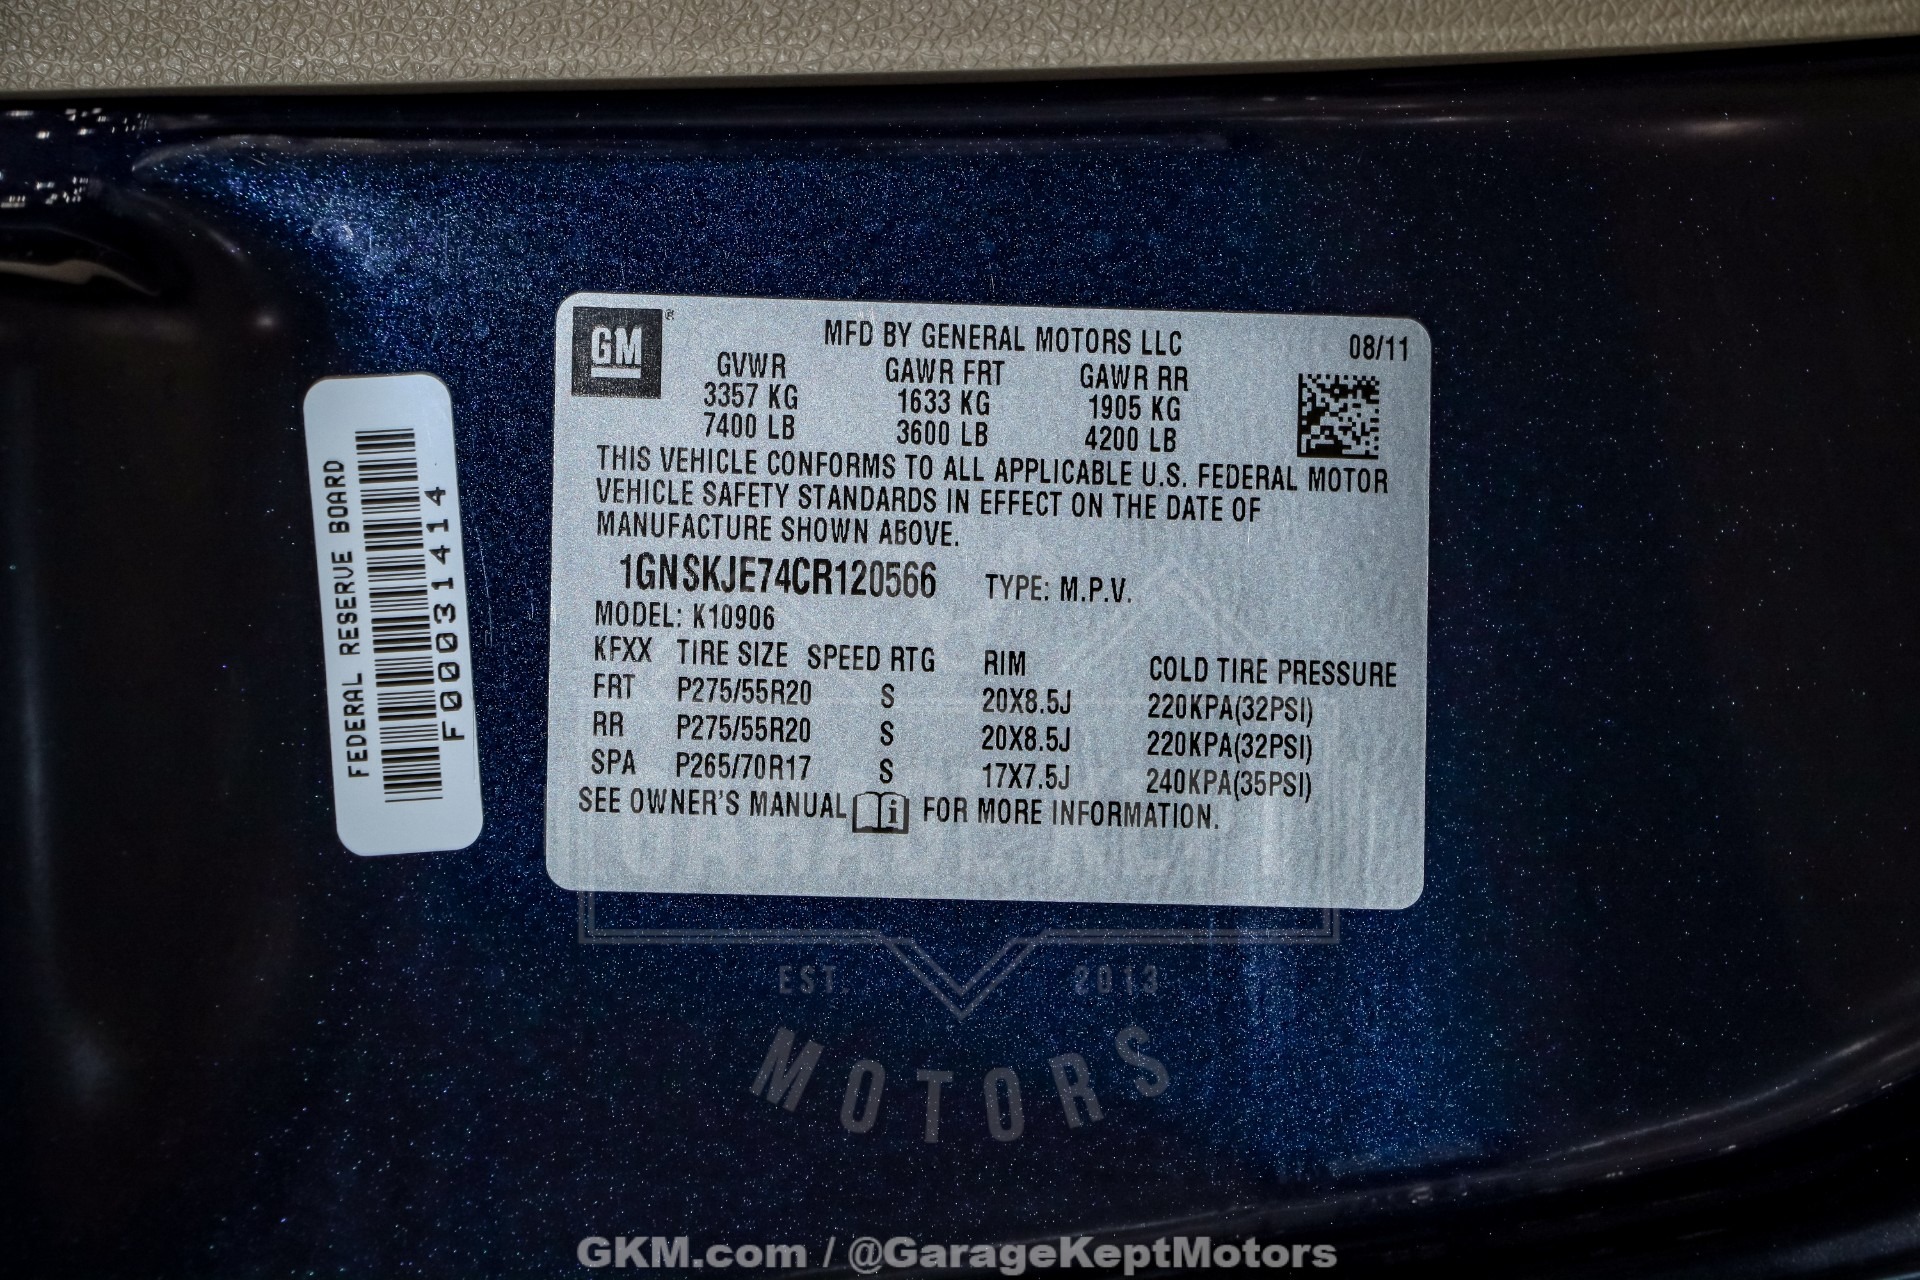 GM
®
MFD BY GENERAL MOTORS LLC 08/11
GVWR GAWR FRT GAWR RR
3357 KG 1633 KG 1905 KG
7400 LB 3600 LB 4200 LB
THIS VEHICLE CONFORMS TO ALL APPLICABLE U.S. FEDERAL MOTOR
VEHICLE SAFETY STANDARDS IN EFFECT ON THE DATE OF
MANUFACTURE SHOWN ABOVE.
1GNSKJE74CR120566 TYPE: M.P.V.
MODEL: K10906
KFXX TIRE SIZE SPEED RTG RIM COLD TIRE PRESSURE
FRT P275/55R20 S 20X8.5J 220KPA(32PSI)
RR P275/55R20 S 20X8.5J 220KPA(32PSI)
SPA P265/70R17 S 17X7.5J 240KPA(35PSI)
SEE OWNER'S MANUAL i FOR MORE INFORMATION.
FEDERAL RESERVE BOARD
F00031414
GARAGE KEPT
EST. 2013
MOTORS
GKM.com / @GarageKeptMotors